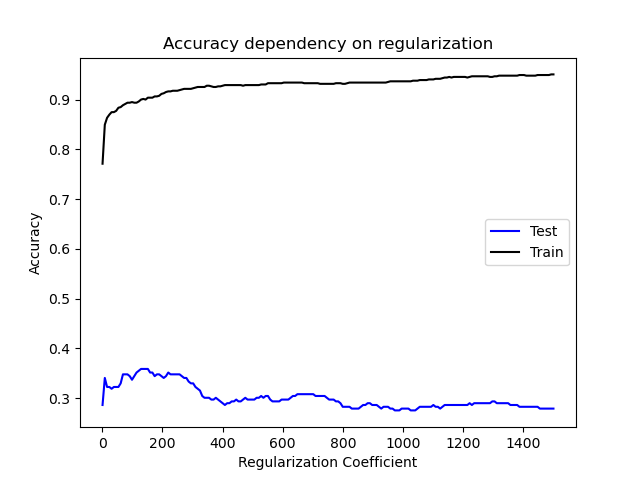 Accuracy dependency on regularization
Accuracy
0.9
0.8
0.7
0.6
0.5
0.4
0.3
Test
Train
0 200 400 600 800 1000 1200 1400
Regularization Coefficient